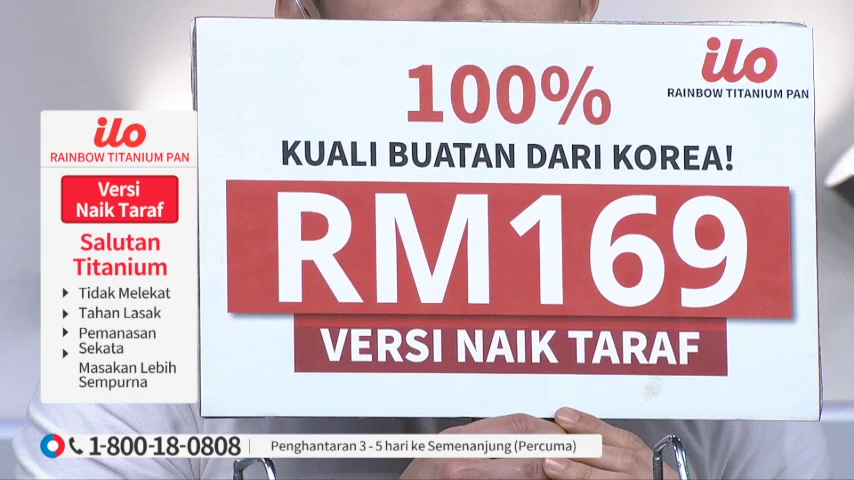 ilo
RAINBOW TITANIUM PAN
100%
KUALI BUATAN DARI KOREA!
RM169
VERSI NAIK TARAF
ilo
RAINBOW TITANIUM PAN
Versi
Naik Taraf
Salutan
Titanium
Tidak Melekat
Tahan Lasak
Pemanasan
Sekata
Masakan Lebih
Sempurna
1-800-18-0808
Penghantaran 3 - 5 hari ke Semenanjung (Percuma)